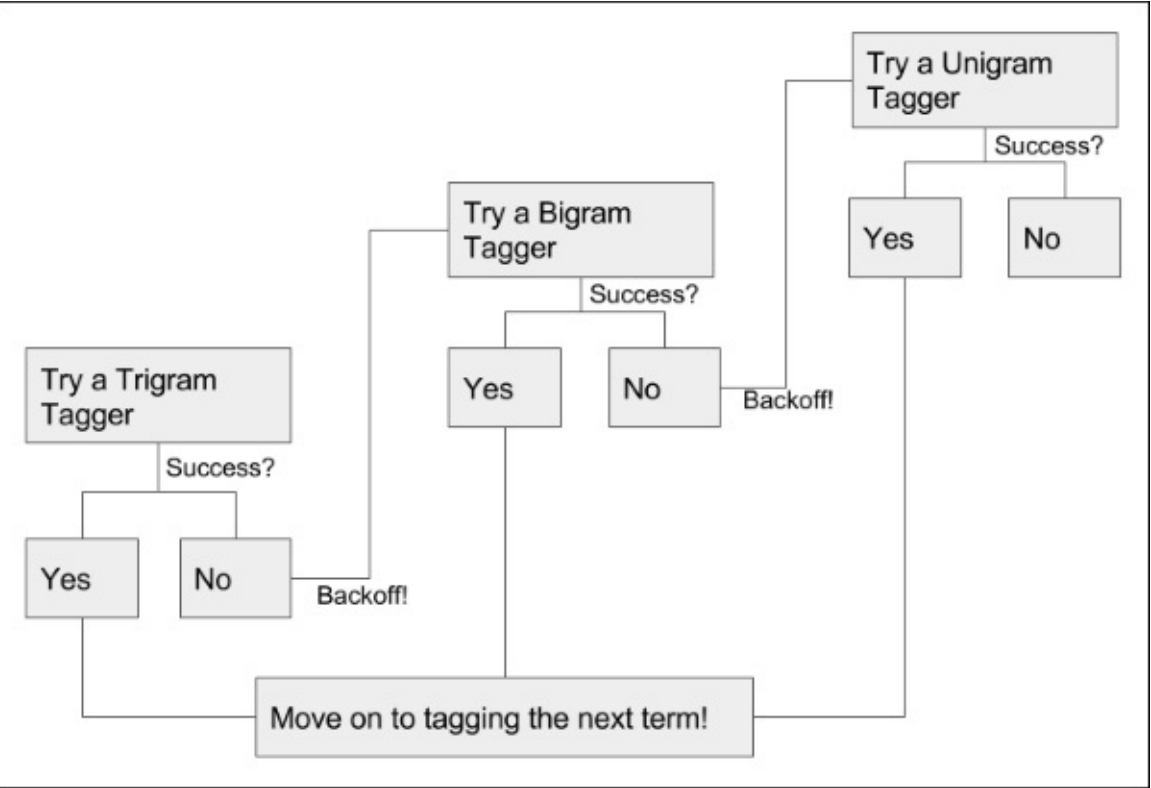 Try a Unigram
Tagger
Success?
Yes
No
Try a Bigram
Tagger
Success?
Yes
No
Backoff!
Try a Trigram
Tagger
Success?
Yes
No
Backoff!
Move on to tagging the next term!